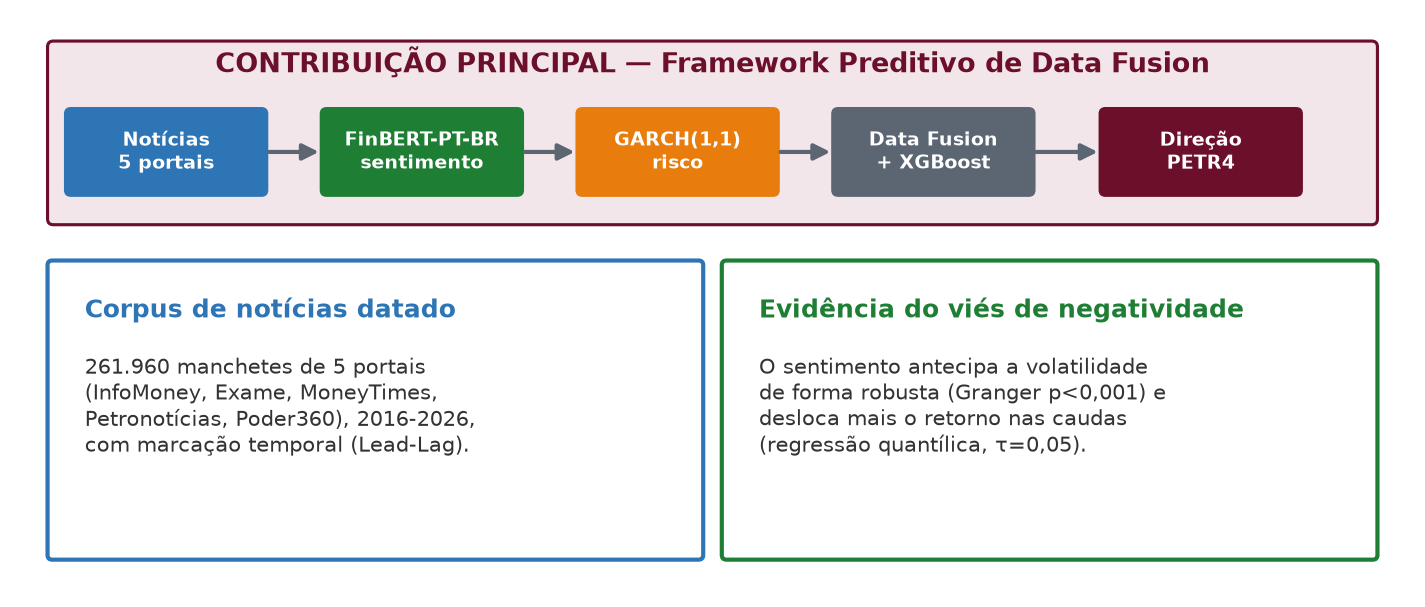 CONTRIBUIÇÃO PRINCIPAL — Framework Preditivo de Data Fusion
Notícias
5 portais
FinBERT-PT-BR
sentimento
GARCH(1,1)
risco
Data Fusion
+ XGBoost
Direção
PETR4
Corpus de notícias datado
261.960 manchetes de 5 portais
(InfoMoney, Exame, MoneyTimes,
Petronotícias, Poder360), 2016-2026,
com marcação temporal (Lead-Lag).
Evidência do viés de negatividade
O sentimento antecipa a volatilidade
de forma robusta (Granger p<0,001) e
desloca mais o retorno nas caudas
(regressão quantílica, τ=0,05).